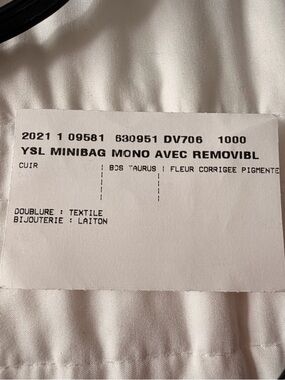 2021 1 09581 630951 DV706 1000
YSL MINIBAG MONO AVEC REMOVIBL
CUIR | BOS TAURUS | FLEUR CORRIGEE PIGMENTE
DOUBLURE : TEXTILE
BIJOUTERIE : LAITON